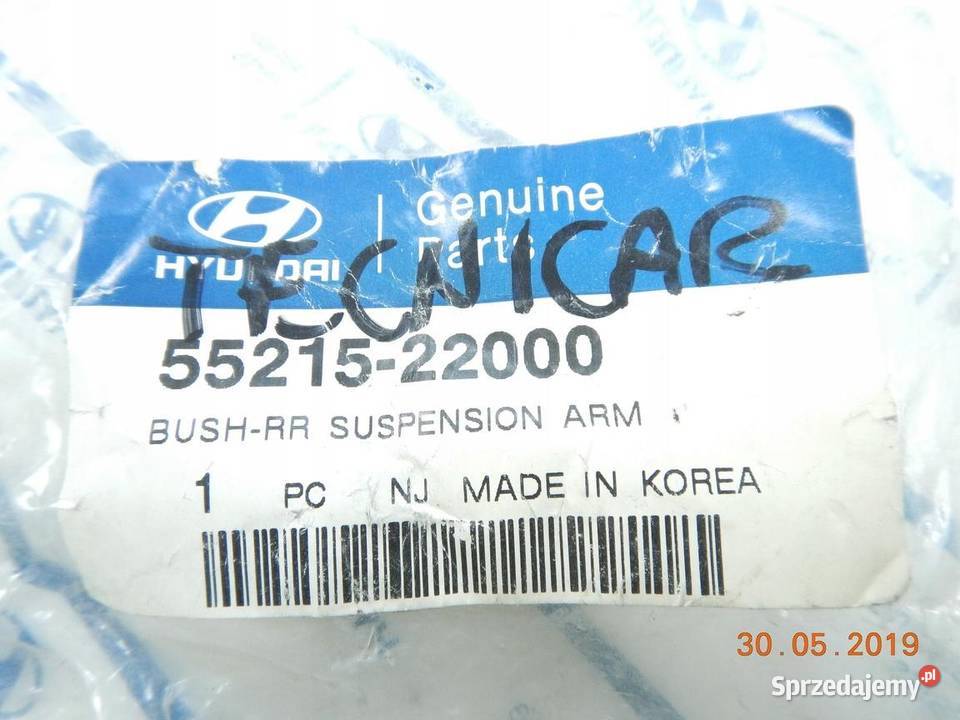 Genuine
Parts
HYUNDAI
TECNICAR
55215-22000
BUSH-RR SUSPENSION ARM
1 PC NJ MADE IN KOREA
30.05.2019
Sprzedajemy.pl